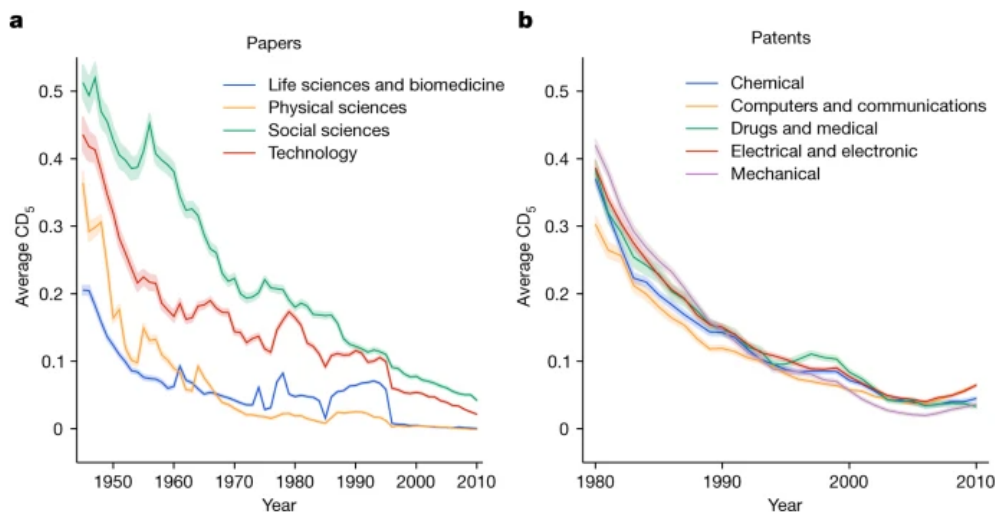 a
Papers
Life sciences and biomedicine
Physical sciences
Social sciences
Technology
Average CD5
0.5
0.4
0.3
0.2
0.1
0
1950 1960 1970 1980 1990 2000 2010
Year
b
Patents
Chemical
Computers and communications
Drugs and medical
Electrical and electronic
Mechanical
Average CD5
0.5
0.4
0.3
0.2
0.1
0
1980 1990 2000 2010
Year